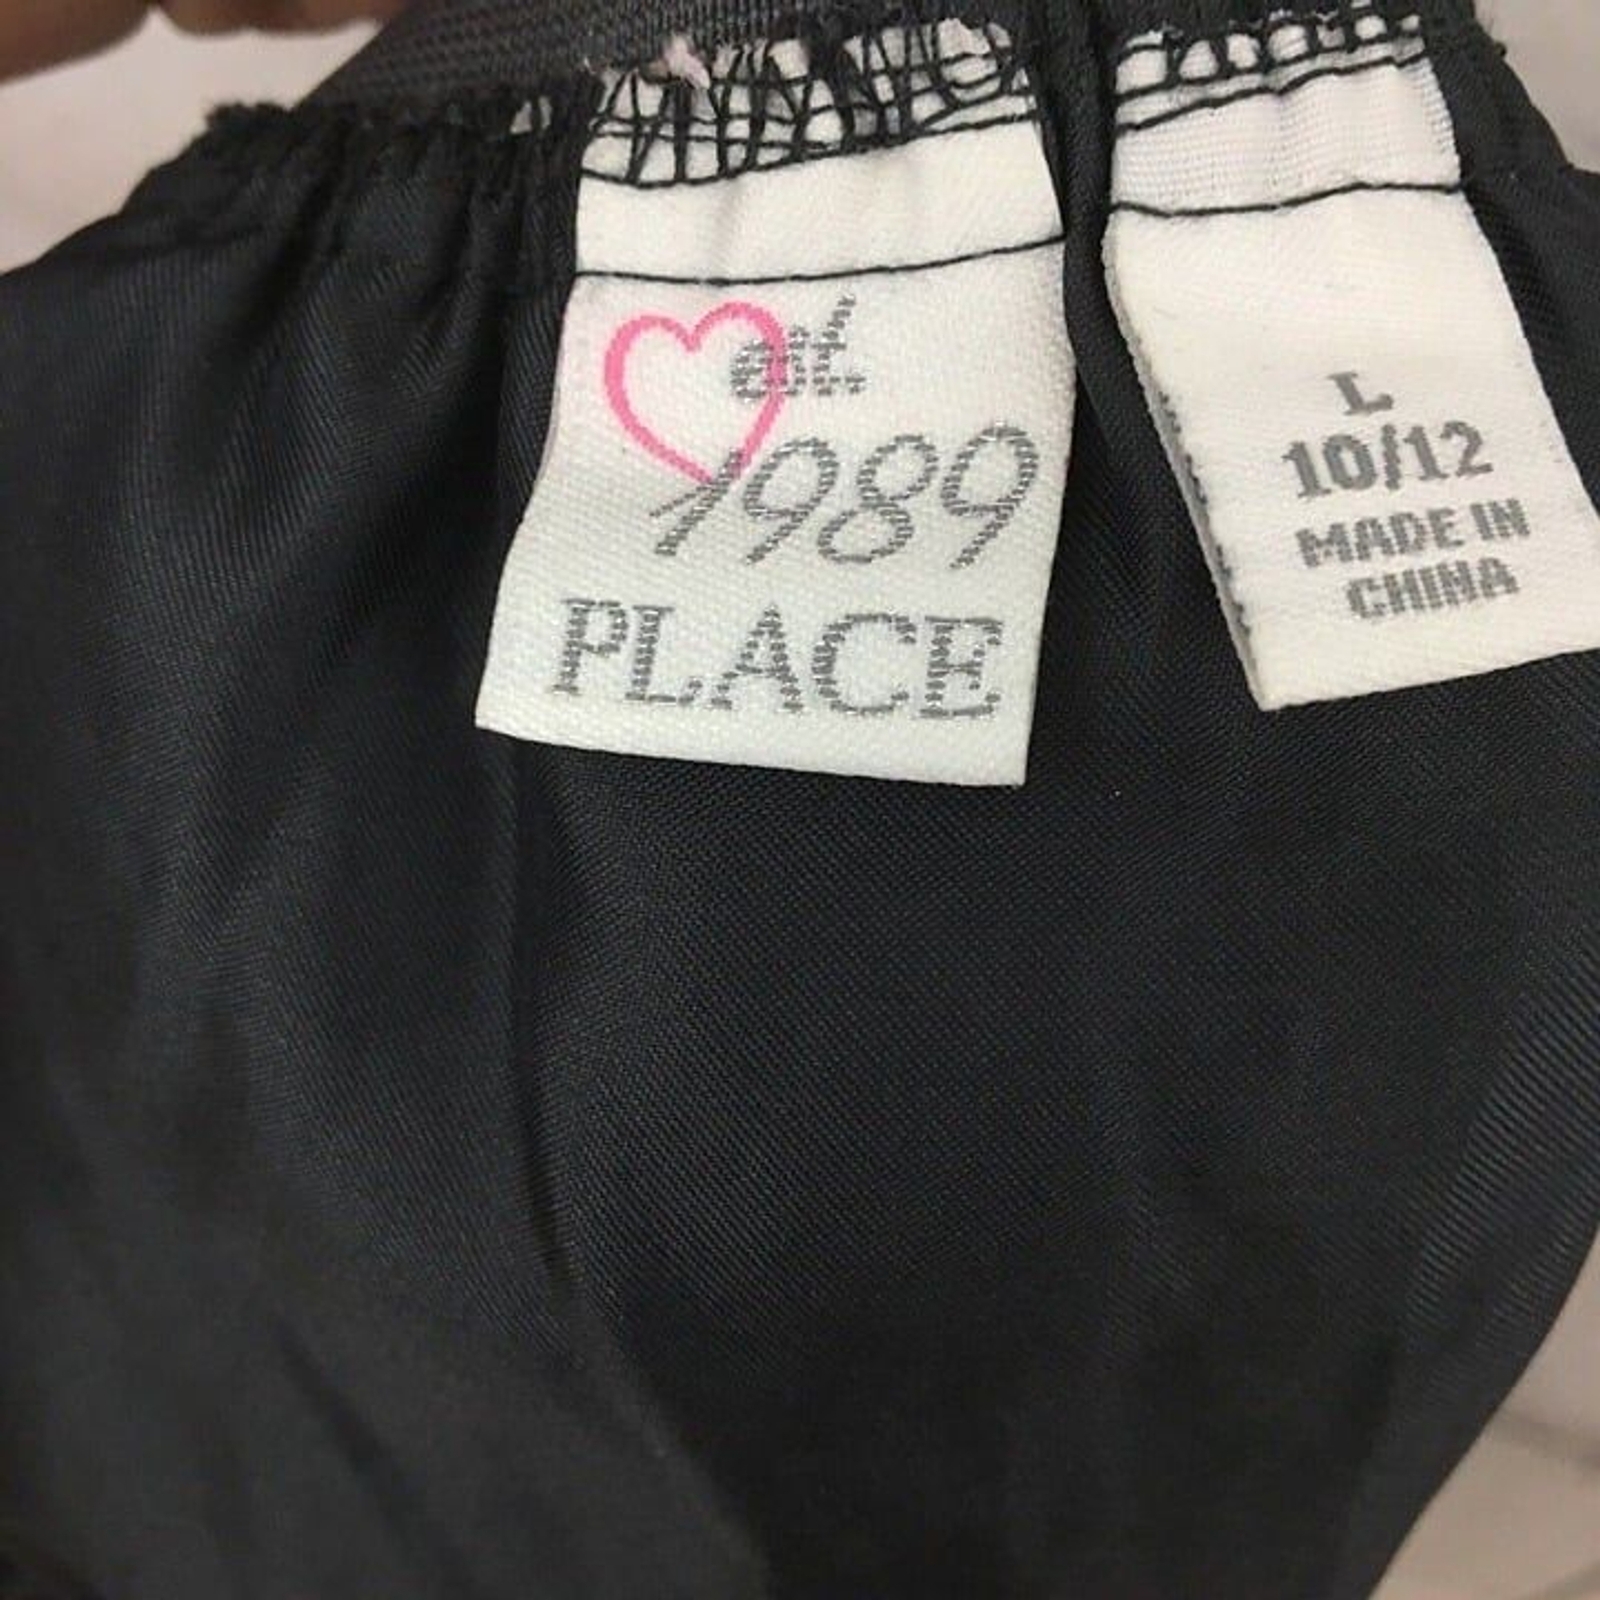 est.
1989
PLACE
L
10/12
MADE IN
CHINA